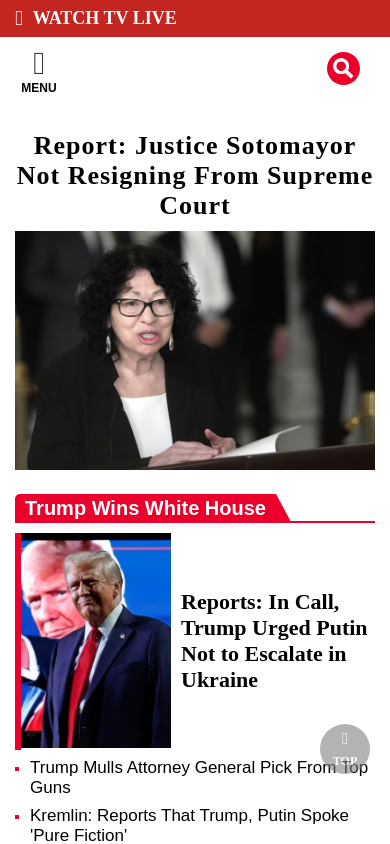 WATCH TV LIVE
MENU
Report: Justice Sotomayor
Not Resigning From Supreme
Court
Trump Wins White House
Reports: In Call,
Trump Urged Putin
Not to Escalate in
Ukraine
TOP
Trump Mulls Attorney General Pick From Top
Guns
Kremlin: Reports That Trump, Putin Spoke
'Pure Fiction'